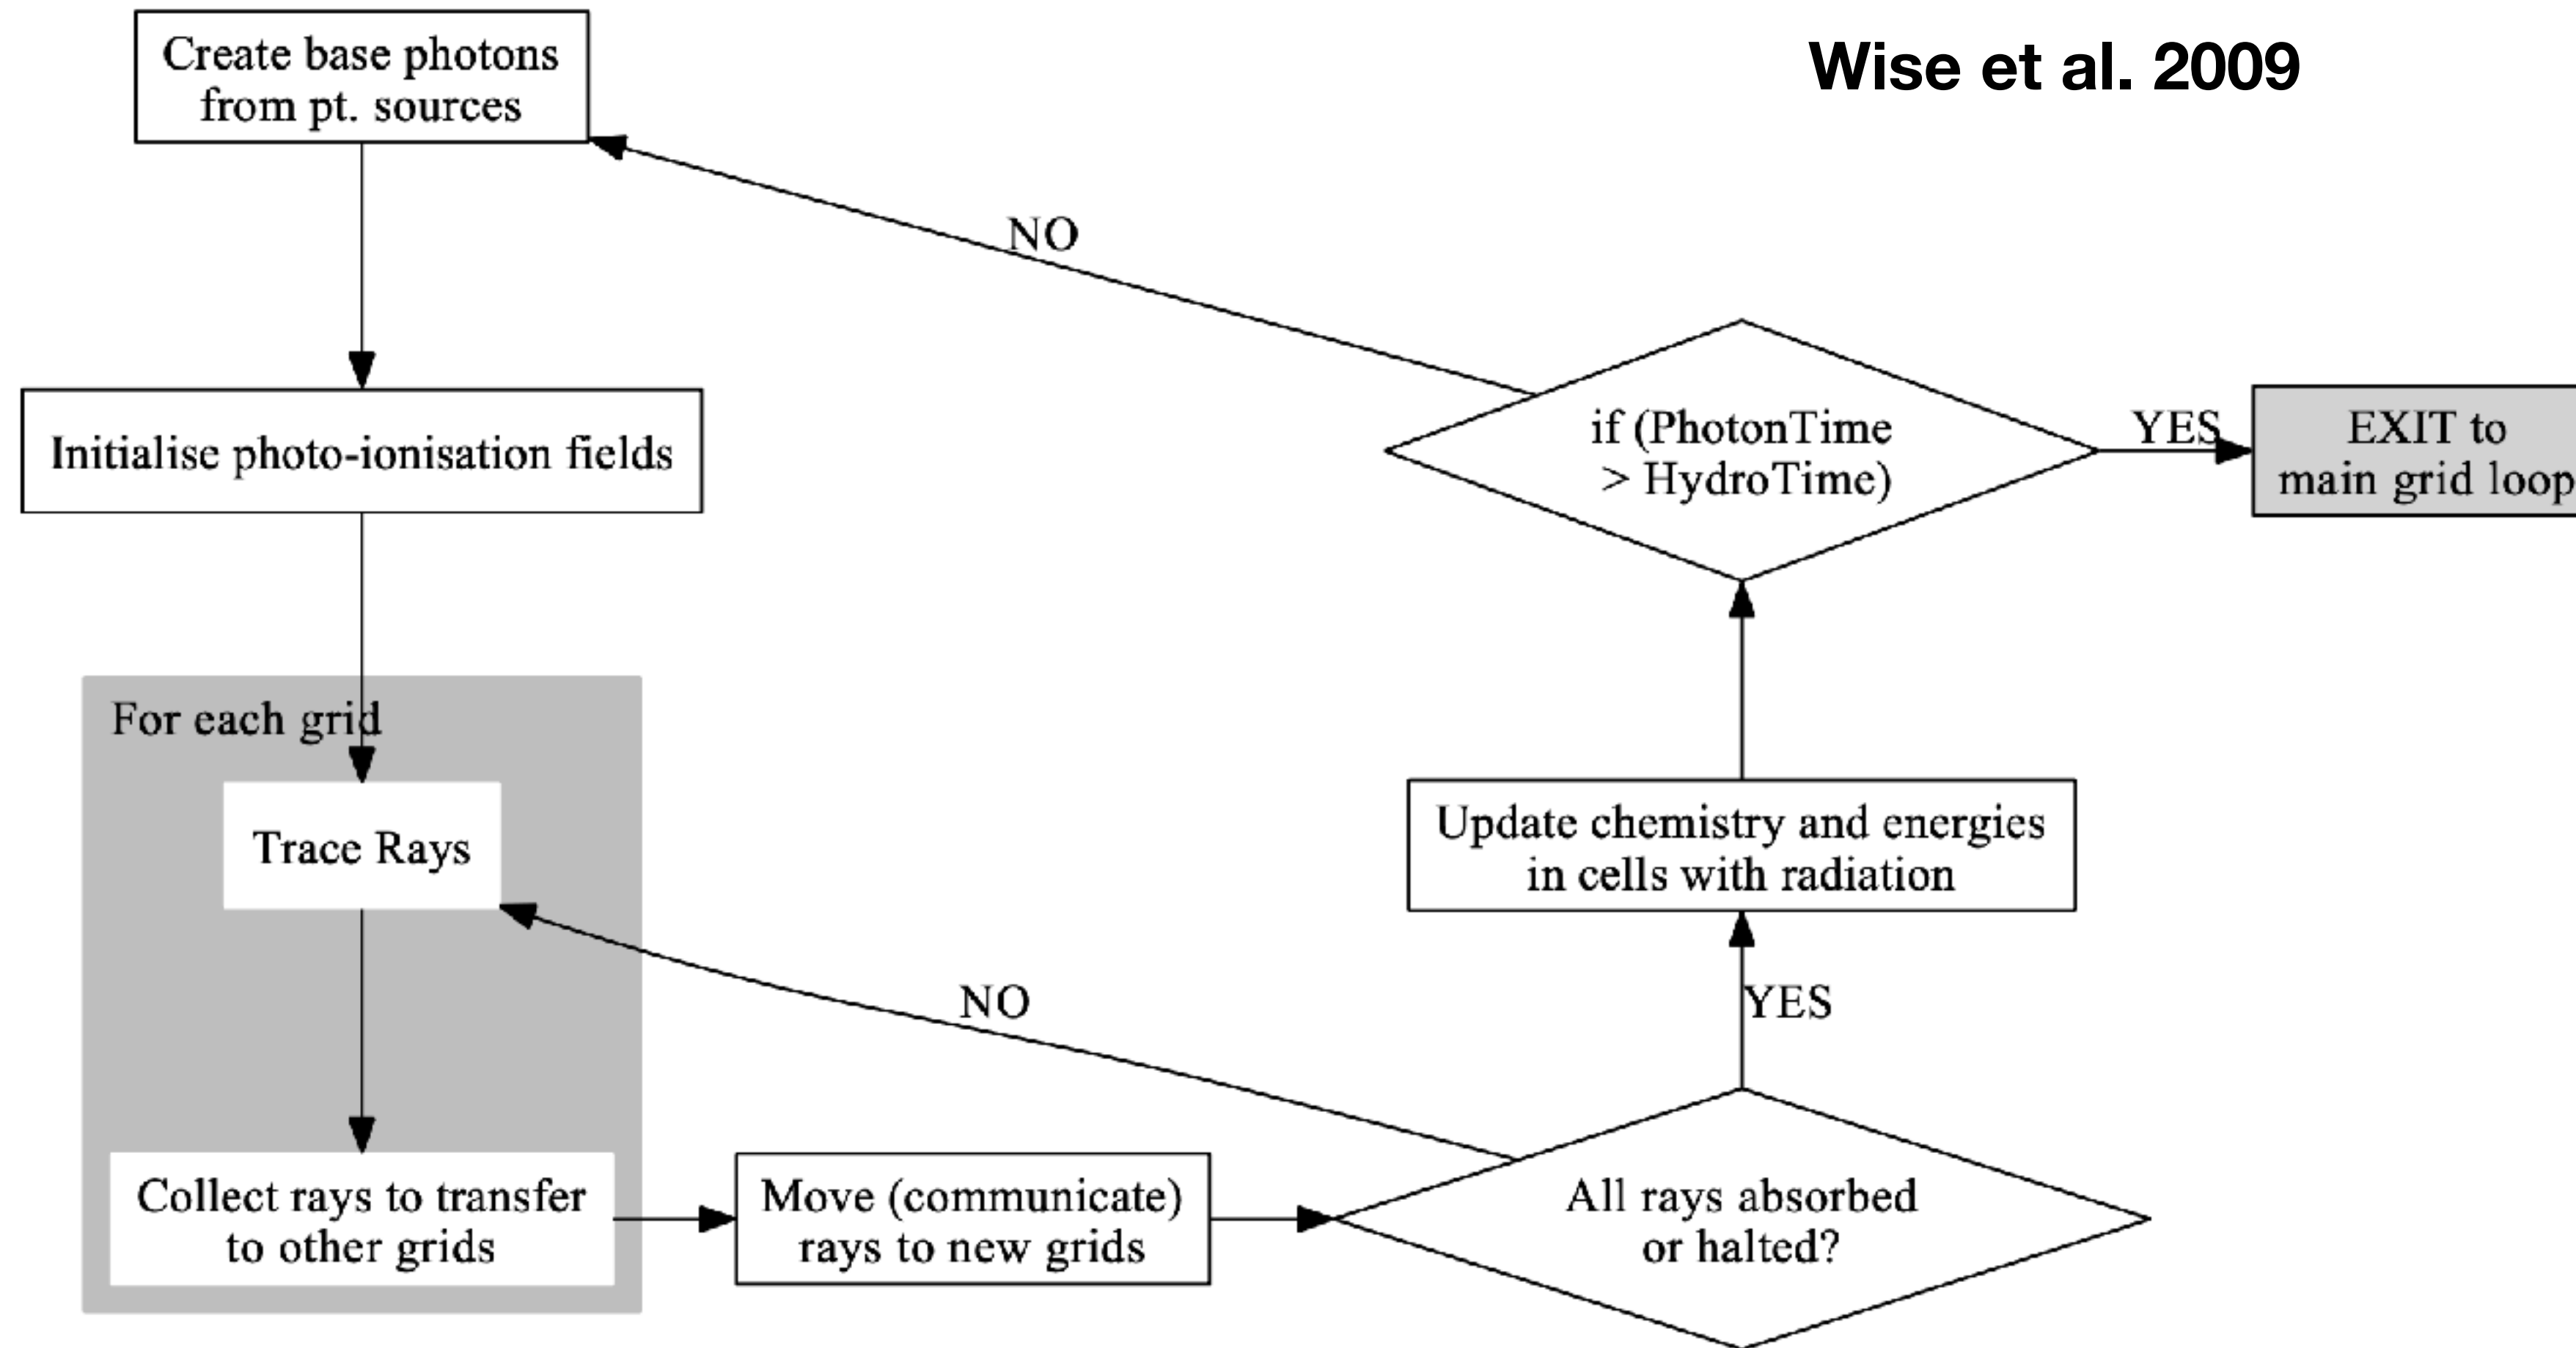 Wise et al. 2009
Create base photons
from pt. sources
NO
Initialise photo-ionisation fields
if (PhotonTime
> HydroTime)
YES
EXIT to
main grid loop
For each grid
Trace Rays
Update chemistry and energies
in cells with radiation
NO
YES
Collect rays to transfer
to other grids
Move (communicate)
rays to new grids
All rays absorbed
or halted?